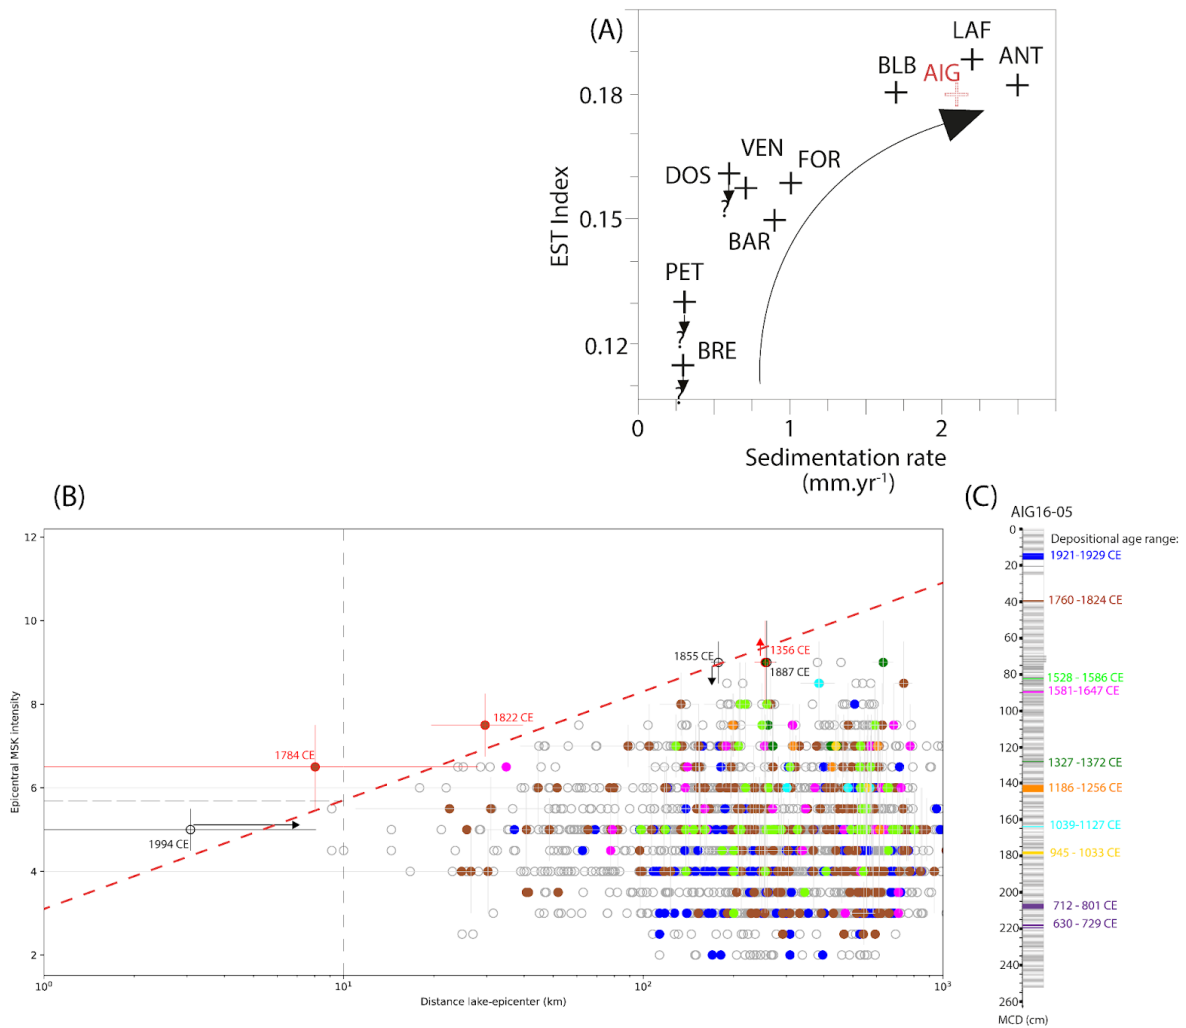 (A)
LAF
ANT
BLB
AIG
0.18
VEN
FOR
DOS
?
0.15
BAR
EST Index
PET
?
0.12
BRE
?
0
1
2
Sedimentation rate
(mm.yr-1)
(B)
12
10
8
6
4
2
Epicentral MSK intensity
1855 CE
1356 CE
1887 CE
1822 CE
1784 CE
1994 CE
10⁰
10¹
10²
10³
Distance lake-epicenter (km)
(C)
AIG16-05
Depositional age range:
0
1921-1929 CE
20
40
1760 -1824 CE
60
80
1528 - 1586 CE
1581-1647 CE
100
120
1327 -1372 CE
140
1186 -1256 CE
160
1039-1127 CE
180
945 - 1033 CE
200
712 - 801 CE
630 - 729 CE
220
240
260
MCD (cm)